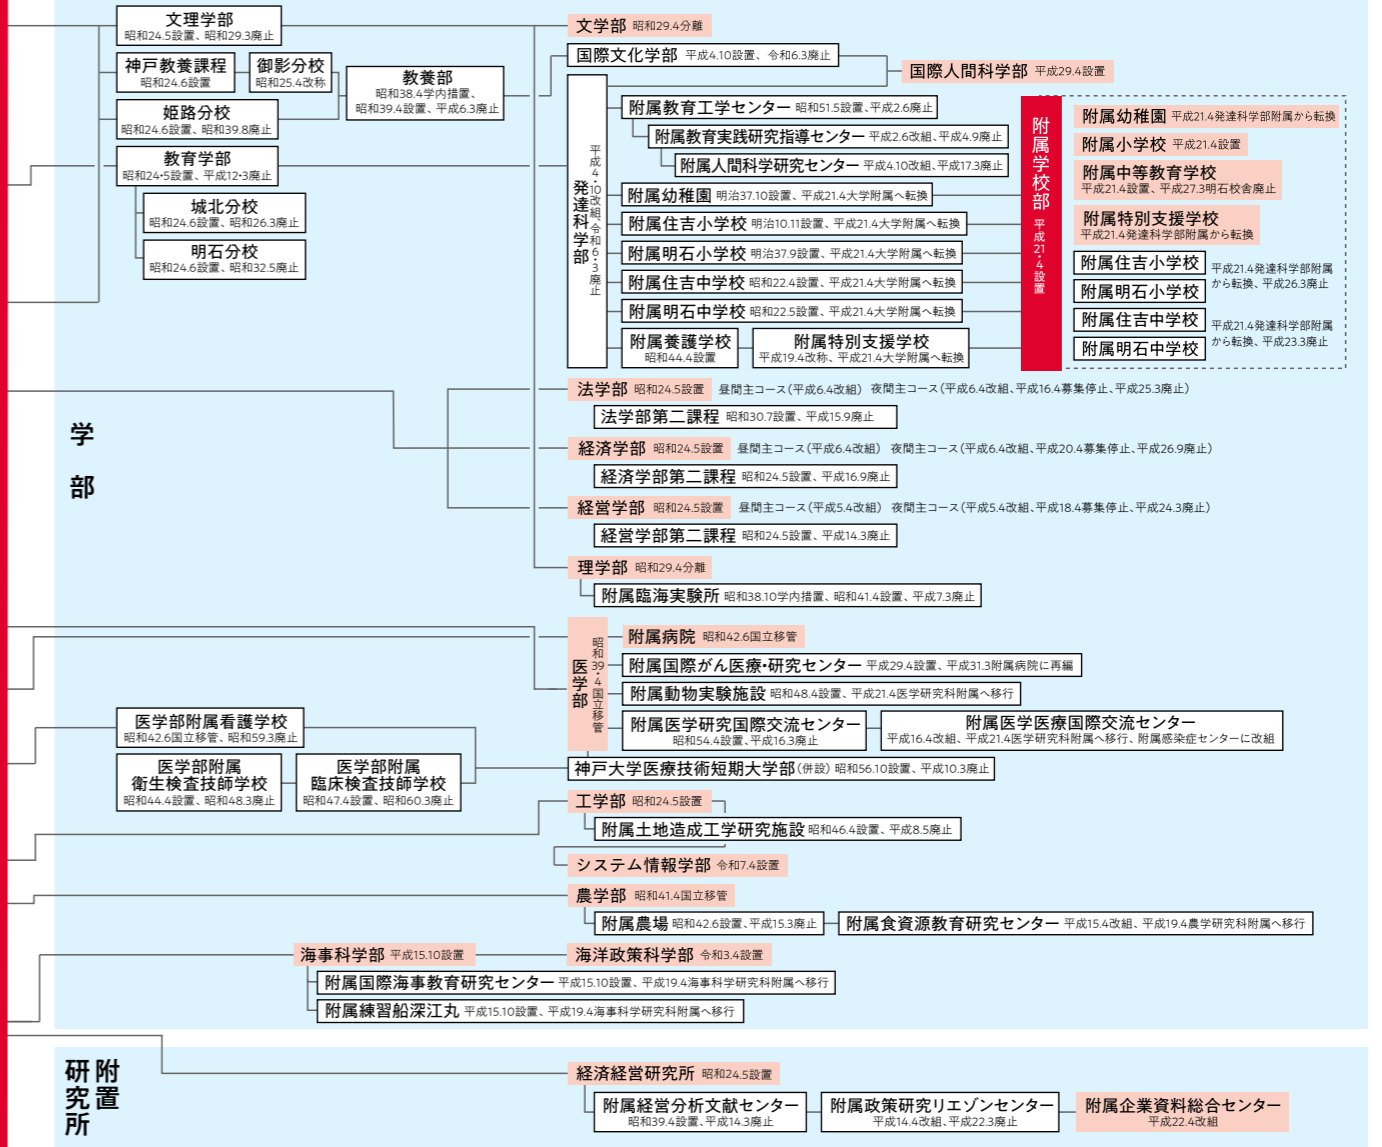 文理学部
昭和24.5設置、昭和29.3廃止
神戸教養課程
昭和24.6設置
御影分校
昭和25.4改称
姫路分校
昭和24.6設置、昭和39.8廃止
教養部
昭和38.4学内措置、
昭和39.4設置、平成6.3廃止
教育学部
昭和24・5設置、平成12・3廃止
城北分校
昭和24.6設置、昭和26.3廃止
明石分校
昭和24.6設置、昭和32.5廃止
文学部 昭和29.4分離
国際文化学部 平成4.10設置、令和6.3廃止
国際人間科学部 平成29.4設置
発達科学部
平成4・10改組、令和6・3廃止
附属教育工学センター 昭和51.5設置、平成2.6廃止
附属教育実践研究指導センター 平成2.6改組、平成4.9廃止
附属人間科学研究センター 平成4.10改組、平成17.3廃止
附属幼稚園 明治37.10設置、平成21.4大学附属へ転換
附属住吉小学校 明治10.11設置、平成21.4大学附属へ転換
附属明石小学校 明治37.9設置、平成21.4大学附属へ転換
附属住吉中学校 昭和22.4設置、平成21.4大学附属へ転換
附属明石中学校 昭和22.5設置、平成21.4大学附属へ転換
附属養護学校
昭和44.4設置
附属特別支援学校
平成19.4改称、平成21.4大学附属へ転換
附属学校部 平成21・4設置
附属幼稚園 平成21.4発達科学部附属から転換
附属小学校 平成21.4設置
附属中等教育学校
平成21.4設置、平成27.3明石校舎廃止
附属特別支援学校
平成21.4発達科学部附属から転換
附属住吉小学校
附属明石小学校
平成21.4発達科学部附属
から転換、平成26.3廃止
附属住吉中学校
附属明石中学校
平成21.4発達科学部附属
から転換、平成23.3廃止
学部
法学部 昭和24.5設置 昼間主コース(平成6.4改組) 夜間主コース(平成6.4改組、平成16.4募集停止、平成25.3廃止)
法学部第二課程 昭和30.7設置、平成15.9廃止
経済学部 昭和24.5設置 昼間主コース(平成6.4改組) 夜間主コース(平成6.4改組、平成20.4募集停止、平成26.9廃止)
経済学部第二課程 昭和24.5設置、平成16.9廃止
経営学部 昭和24.5設置 昼間主コース(平成5.4改組) 夜間主コース(平成5.4改組、平成18.4募集停止、平成24.3廃止)
経営学部第二課程 昭和24.5設置、平成14.3廃止
理学部 昭和29.4分離
附属臨海実験所 昭和38.10学内措置、昭和41.4設置、平成7.3廃止
医学部
昭和39・4国立移管
附属病院 昭和42.6国立移管
附属国際がん医療・研究センター 平成29.4設置、平成31.3附属病院に再編
附属動物実験施設 昭和48.4設置、平成21.4医学研究科附属へ移行
附属医学研究国際交流センター
昭和54.4設置、平成16.3廃止
附属医学医療国際交流センター
平成16.4改組、平成21.4医学研究科附属へ移行、附属感染症センターに改組
医学部附属看護学校
昭和42.6国立移管、昭和59.3廃止
医学部附属
衛生検査技師学校
昭和44.4設置、昭和48.3廃止
医学部附属
臨床検査技師学校
昭和47.4設置、昭和60.3廃止
神戸大学医療技術短期大学部(併設) 昭和56.10設置、平成10.3廃止
工学部 昭和24.5設置
附属土地造成工学研究施設 昭和46.4設置、平成8.5廃止
システム情報学部 令和7.4設置
農学部 昭和41.4国立移管
附属農場 昭和42.6設置、平成15.3廃止
附属食資源教育研究センター 平成15.4改組、平成19.4農学研究科附属へ移行
海事科学部 平成15.10設置
海洋政策科学部 令和3.4設置
附属国際海事教育研究センター 平成15.10設置、平成19.4海事科学研究科附属へ移行
附属練習船深江丸 平成15.10設置、平成19.4海事科学研究科附属へ移行
附置研究所
経済経営研究所 昭和24.5設置
附属経営分析文献センター
昭和39.4設置、平成14.3廃止
附属政策研究リエゾンセンター
平成14.4改組、平成22.3廃止
附属企業資料総合センター
平成22.4改組